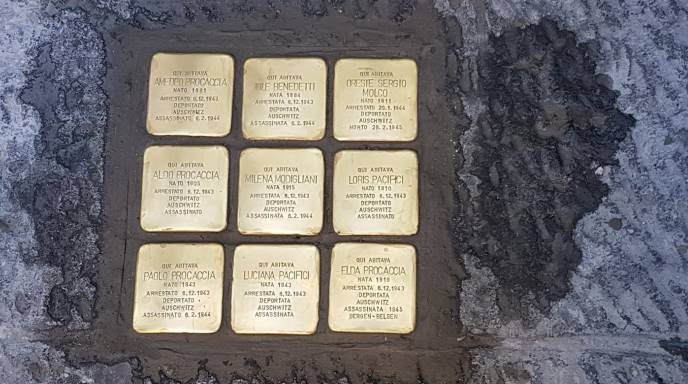 QUI ABITAVA
AMEDEO PROCACCIA
NATO 1881
ARRESTATO 6.12.1943
DEPORTATO
AUSCHWITZ
ASSASSINATO 6.2.1944
QUI ABITAVA
JOLE BENEDETTI
NATA 1884
ARRESTATA 6.12.1943
DEPORTATA
AUSCHWITZ
ASSASSINATA 6.2.1944
QUI ABITAVA
ORESTE SERGIO
MOLCO
NATO 1911
ARRESTATO 20.1.1944
DEPORTATO
AUSCHWITZ
MORTO 28.2.1945
QUI ABITAVA
ALDO PROCACCIA
NATO 1905
ARRESTATO 6.12.1943
DEPORTATO
AUSCHWITZ
ASSASSINATO
QUI ABITAVA
MILENA MODIGLIANI
NATA 1915
ARRESTATA 6.12.1943
DEPORTATA
AUSCHWITZ
ASSASSINATA 6.2.1944
QUI ABITAVA
LORIS PACIFICI
NATO 1910
ARRESTATO 6.12.1943
DEPORTATO
AUSCHWITZ
ASSASSINATO
QUI ABITAVA
PAOLO PROCACCIA
NATO 1943
ARRESTATO 6.12.1943
DEPORTATO
AUSCHWITZ
ASSASSINATO 6.2.1944
QUI ABITAVA
LUCIANA PACIFICI
NATA 1943
ARRESTATA 6.12.1943
DEPORTATA
AUSCHWITZ
ASSASSINATA
QUI ABITAVA
ELDA PROCACCIA
NATA 1919
ARRESTATA 6.12.1943
DEPORTATA
AUSCHWITZ
ASSASSINATA 1945
BERGEN-BELSEN